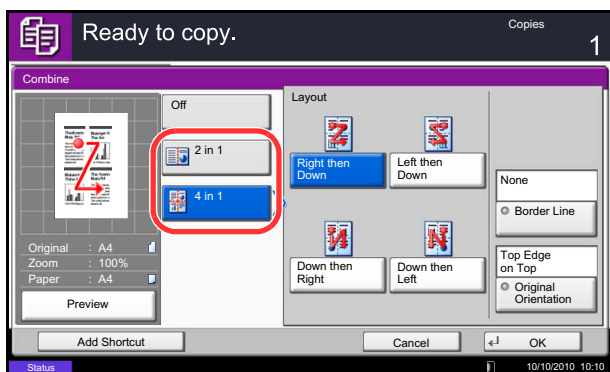 Ready to copy.
Copies
1
Combine
Off
2 in 1
4 in 1
Layout
Right then
Down
Left then
Down
Down then
Right
Down then
Left
None
Border Line
Top Edge
on Top
Original
Orientation
Original : A4
Zoom : 100%
Paper : A4
Preview
Add Shortcut
Cancel
OK
Status
10/10/2010 10:10